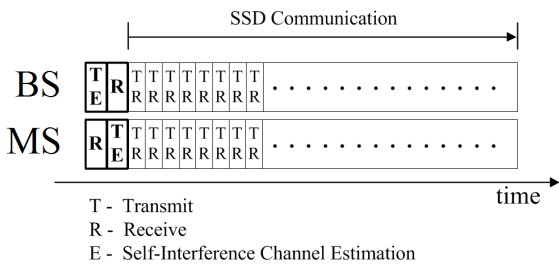 SSD Communication
BS T E R T R T R T R T R T R T R T R T R
MS R T E T R T R T R T R T R T R T R T R
time
T - Transmit
R - Receive
E - Self-Interference Channel Estimation